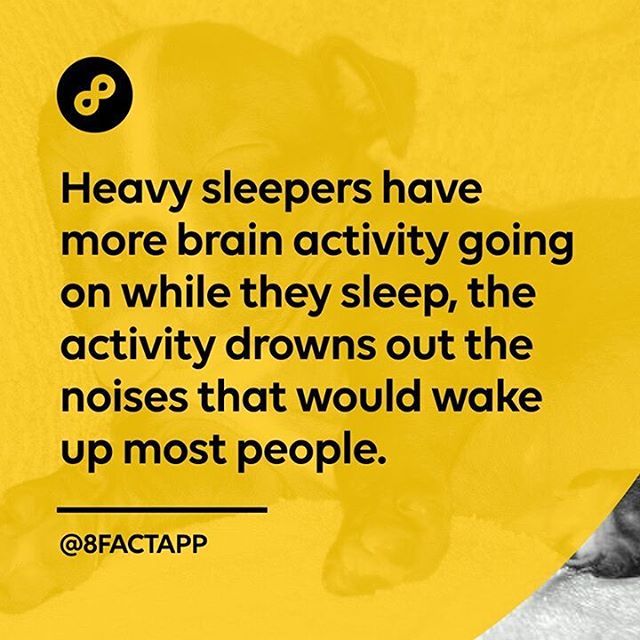 Heavy sleepers have
more brain activity going
on while they sleep, the
activity drowns out the
noises that would wake
up most people.
@8FACTAPP